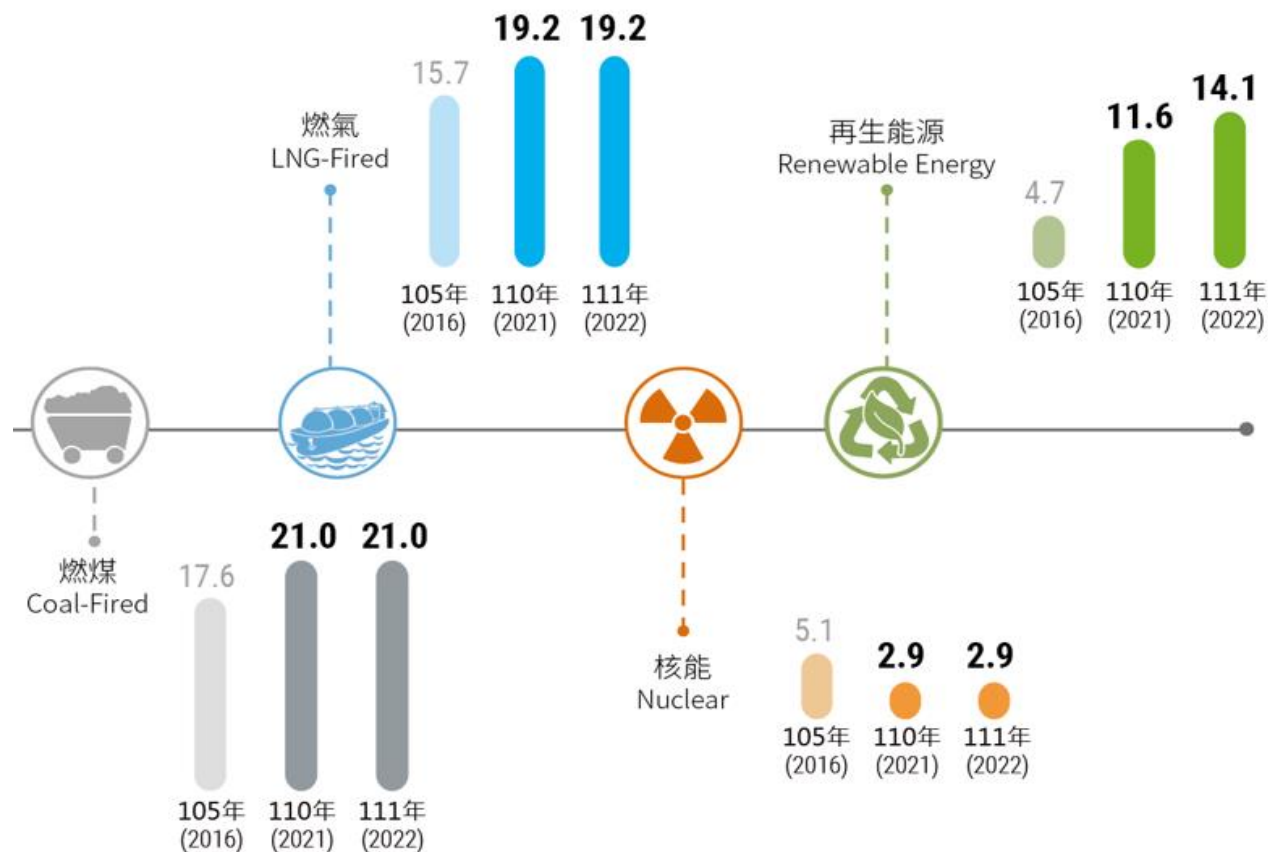 燃氣
LNG-Fired
15.7
19.2
19.2
105年
(2016)
110年
(2021)
111年
(2022)
再生能源
Renewable Energy
4.7
11.6
14.1
105年
(2016)
110年
(2021)
111年
(2022)
燃煤
Coal-Fired
17.6
21.0
21.0
105年
(2016)
110年
(2021)
111年
(2022)
核能
Nuclear
5.1
2.9
2.9
105年
(2016)
110年
(2021)
111年
(2022)